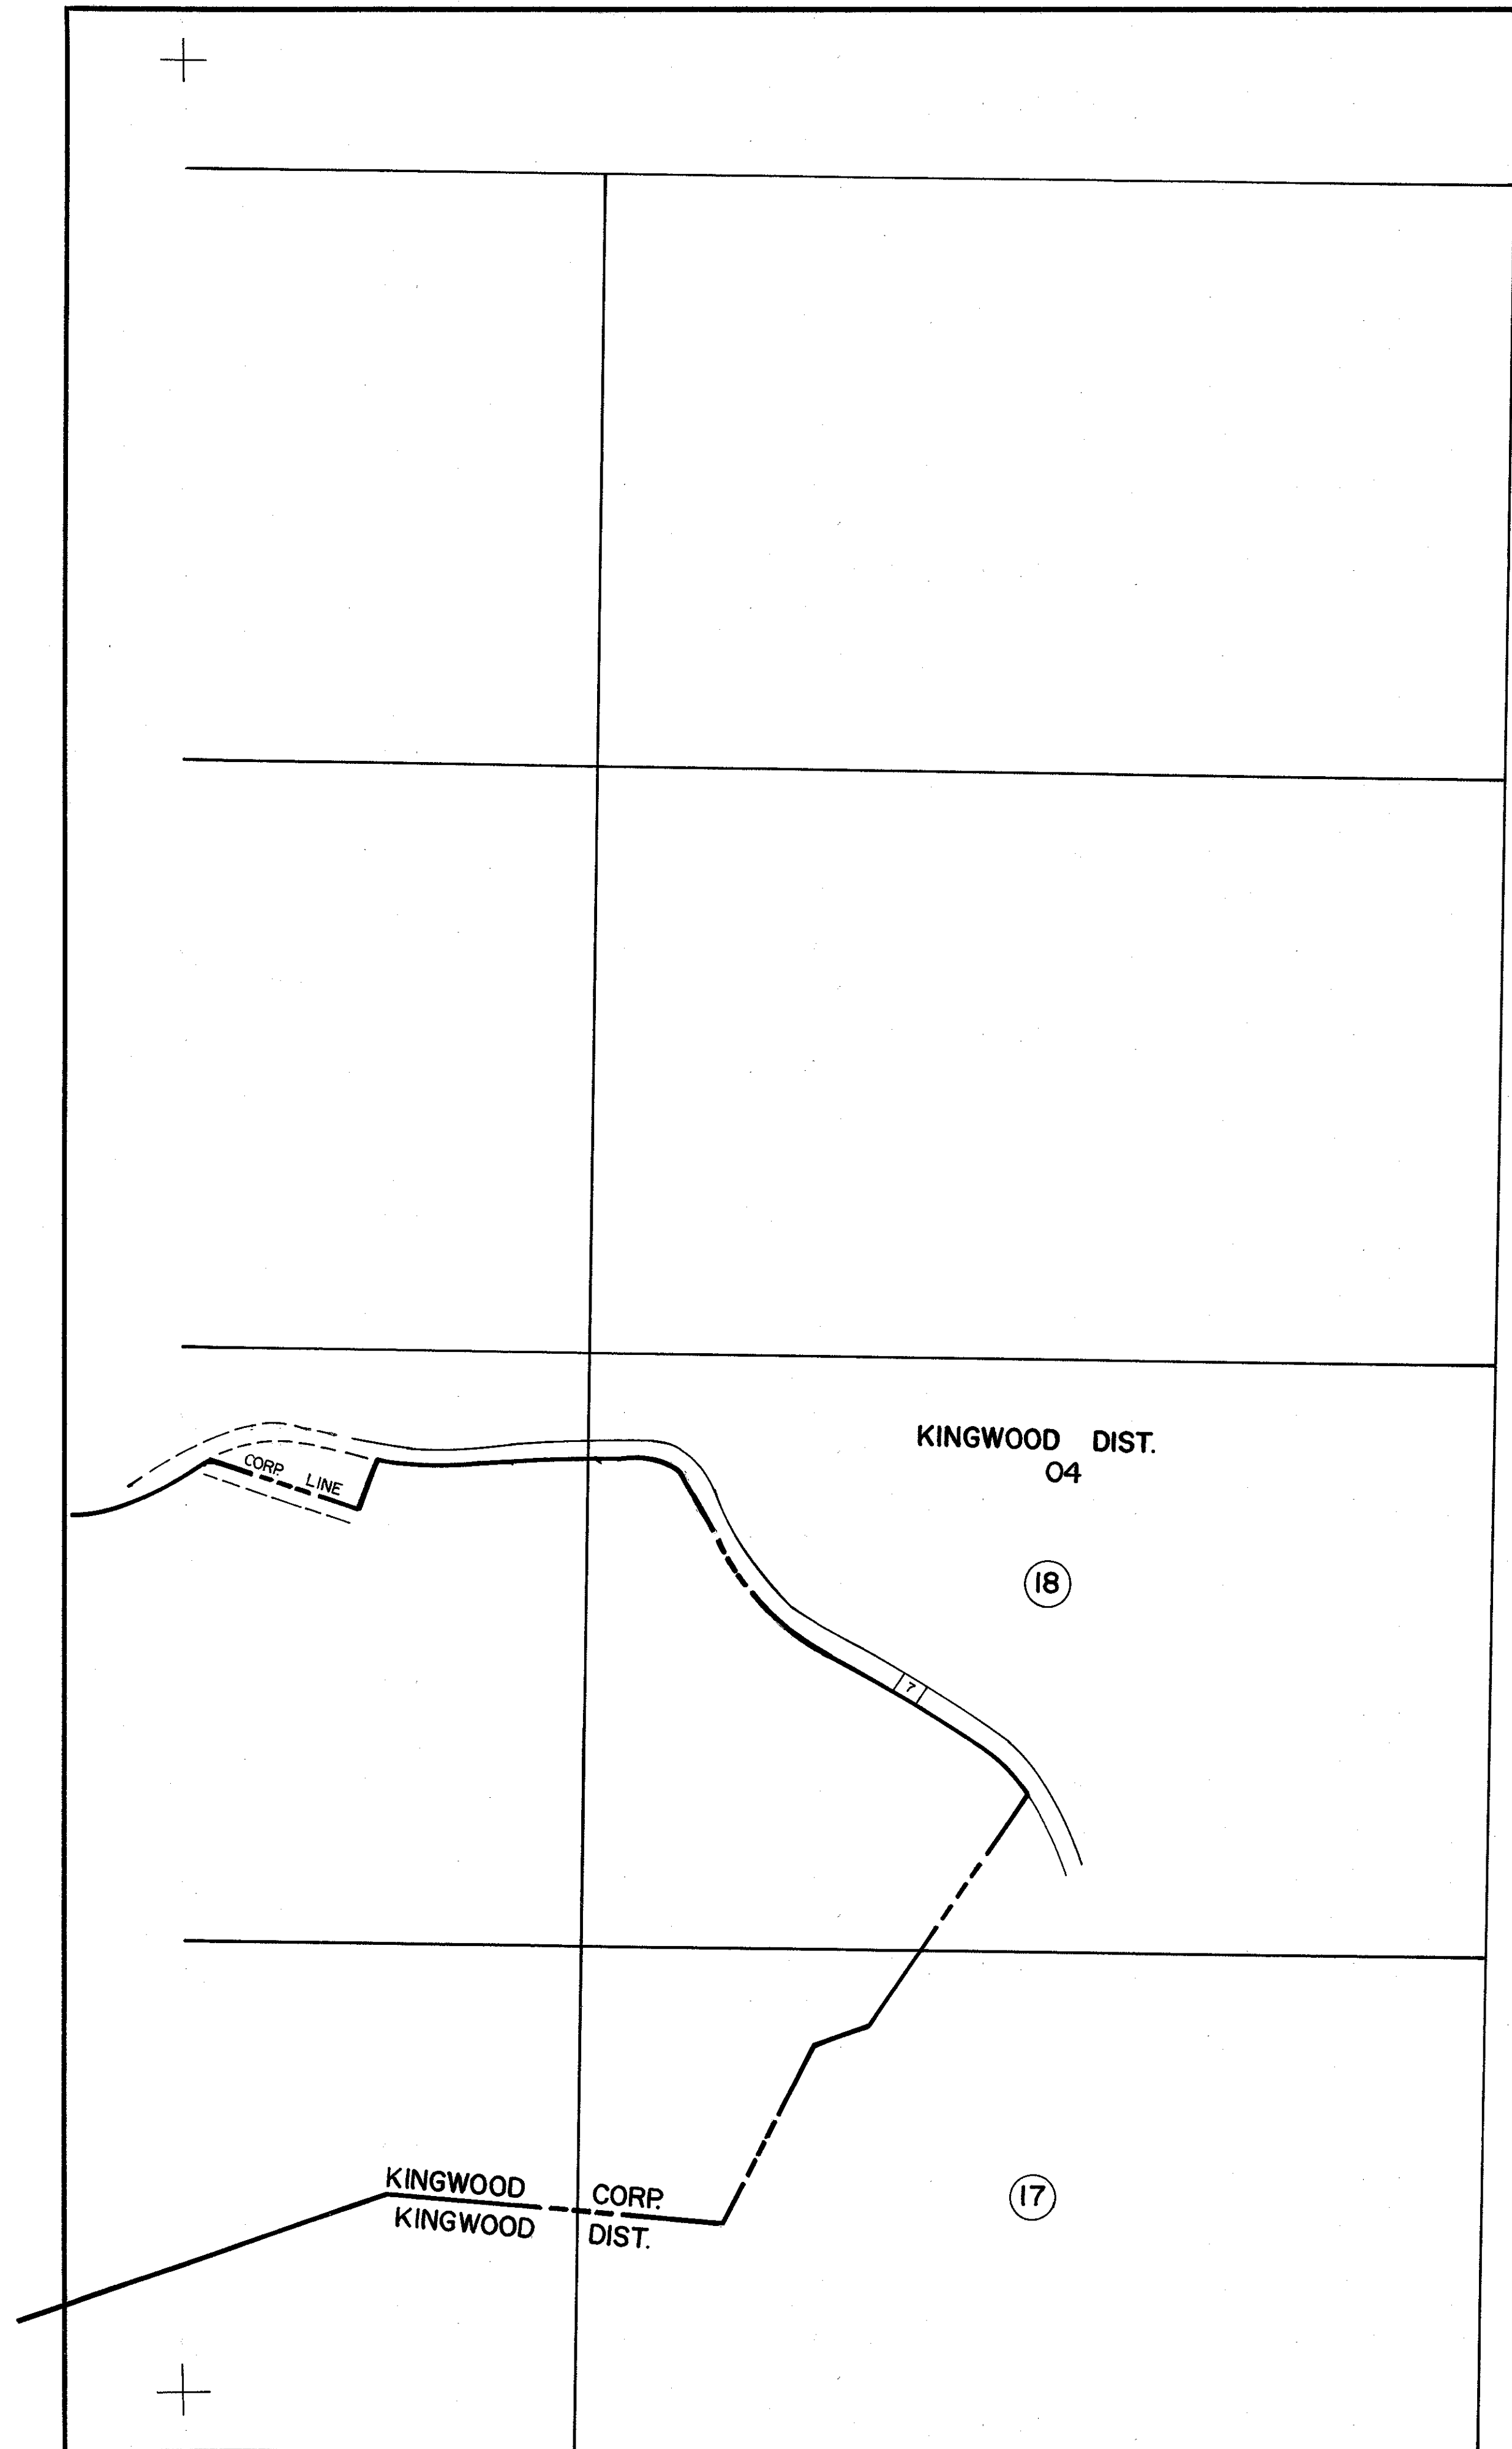 KINGWOOD DIST.
04
CORP. LINE
18
7
KINGWOOD CORP.
KINGWOOD DIST.
17